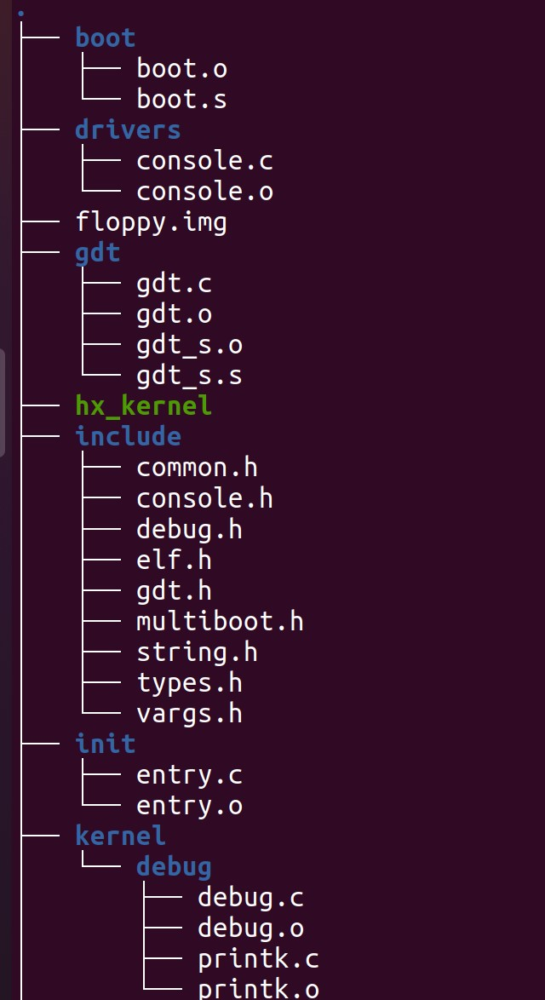 .
boot
boot.o
boot.s
drivers
console.c
console.o
floppy.img
gdt
gdt.c
gdt.o
gdt_s.o
gdt_s.s
hx_kernel
include
common.h
console.h
debug.h
elf.h
gdt.h
multiboot.h
string.h
types.h
vargs.h
init
entry.c
entry.o
kernel
debug
debug.c
debug.o
printk.c
printk.o